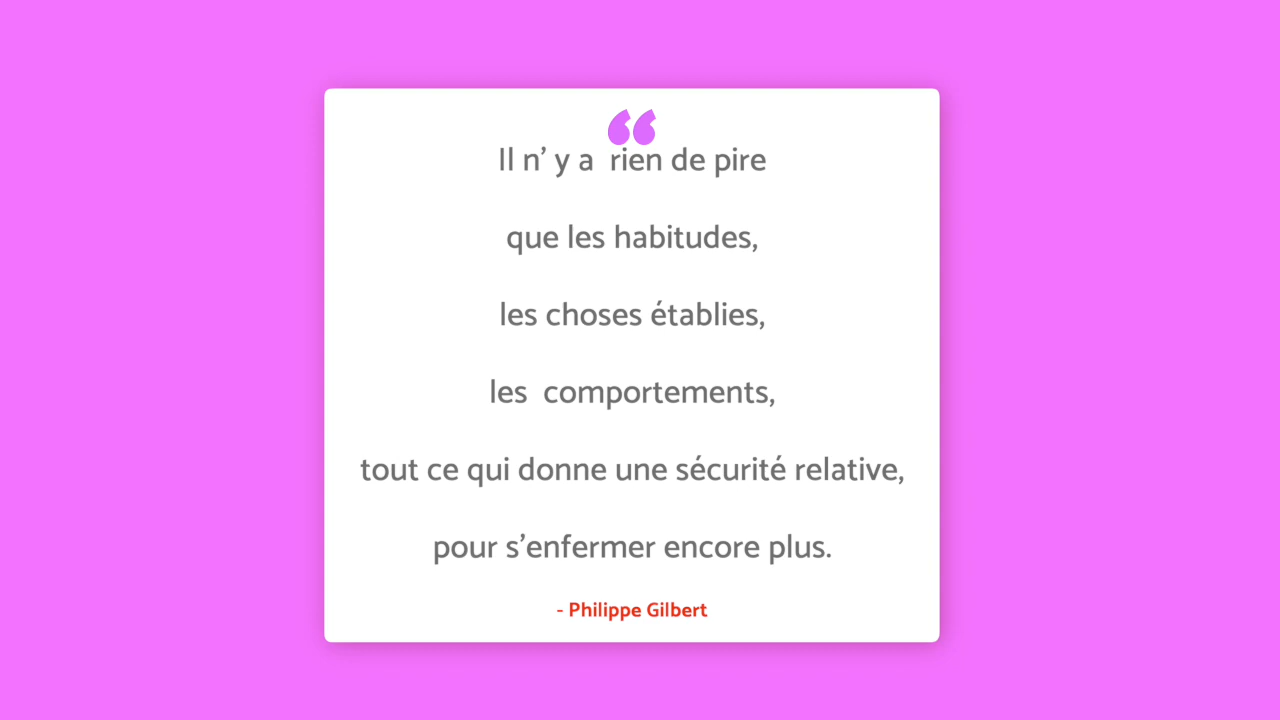 “
Il n’ y a  rien de pire
que les habitudes,
les choses établies,
les  comportements,
tout ce qui donne une sécurité relative,
pour s’enfermer encore plus.
- Philippe Gilbert